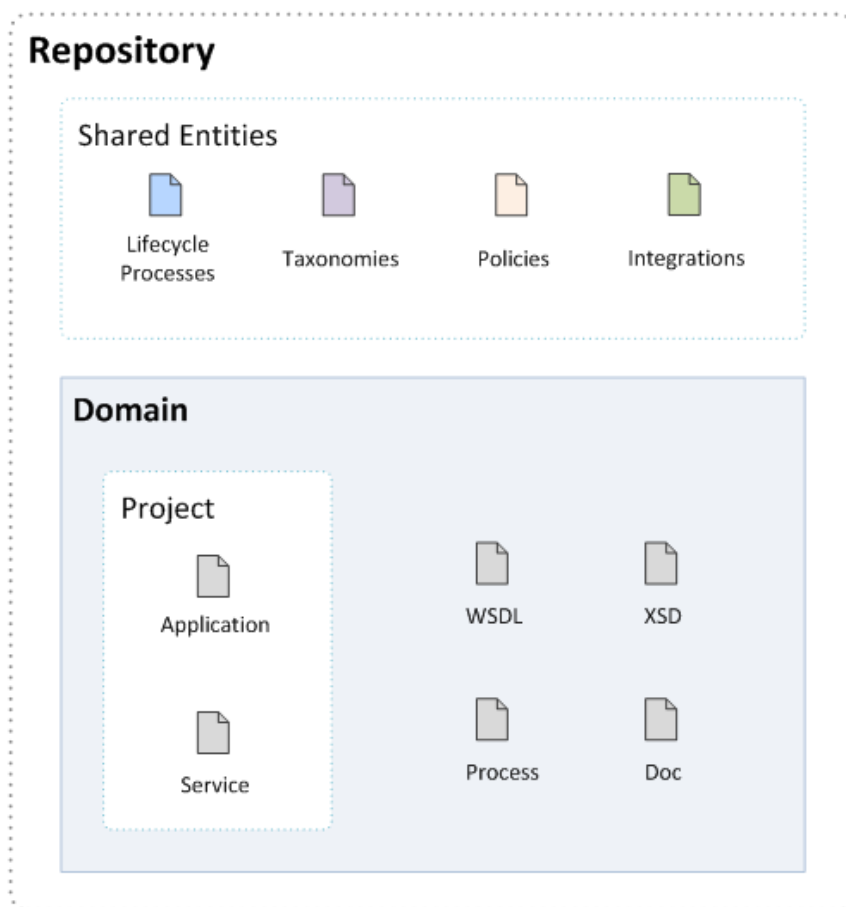 Repository
Shared Entities
Lifecycle
Processes
Taxonomies
Policies
Integrations
Domain
Project
Application
WSDL
XSD
Service
Process
Doc